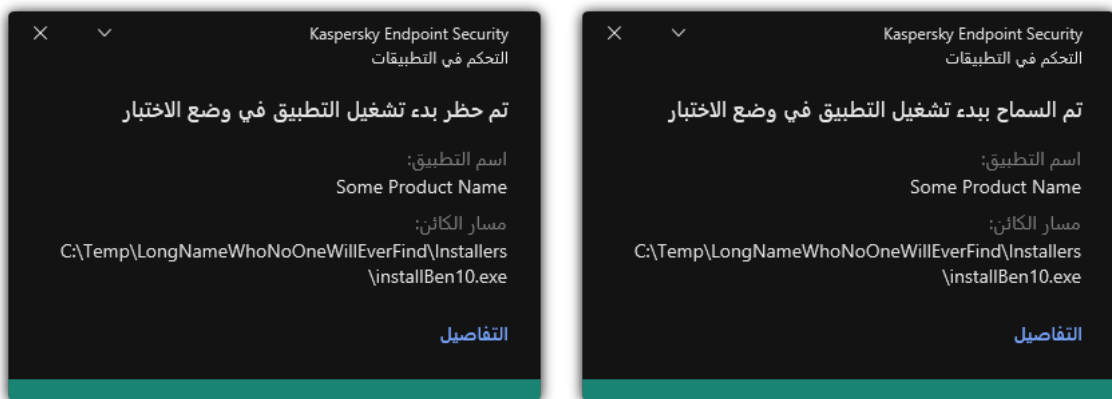 Kaspersky Endpoint Security
التحكم في التطبيقات
تم السماح ببدء تشغيل التطبيق في وضع الاختبار
اسم التطبيق:
Some Product Name
مسار الكائن:
C:\Temp\LongNameWhoNoOneWillEverFind\Installers
\installBen10.exe
التفاصيل
Kaspersky Endpoint Security
التحكم في التطبيقات
تم حظر بدء تشغيل التطبيق في وضع الاختبار
اسم التطبيق:
Some Product Name
مسار الكائن:
C:\Temp\LongNameWhoNoOneWillEverFind\Installers
\installBen10.exe
التفاصيل